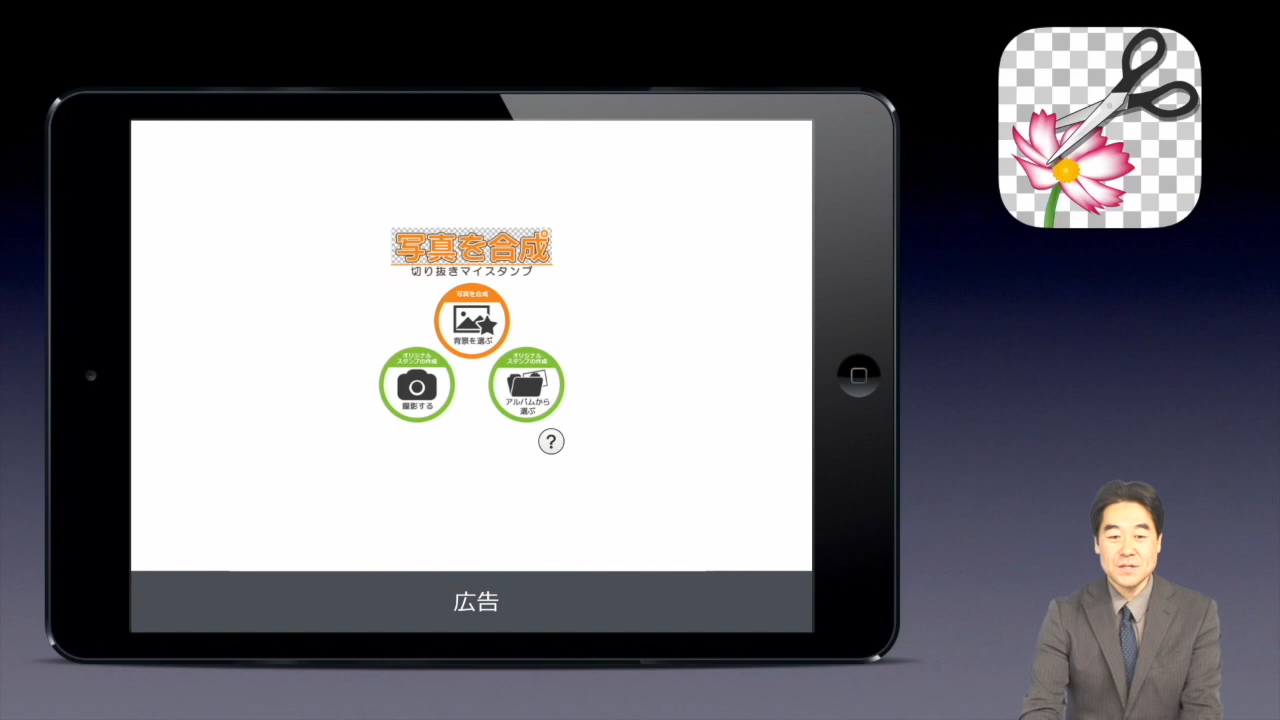 写真を合成
切り抜きマイスタンプ
写真を合成
背景を選ぶ
オリジナル
スタンプの作成
撮影する
オリジナル
スタンプの作成
アルバムから
選ぶ
?
広告